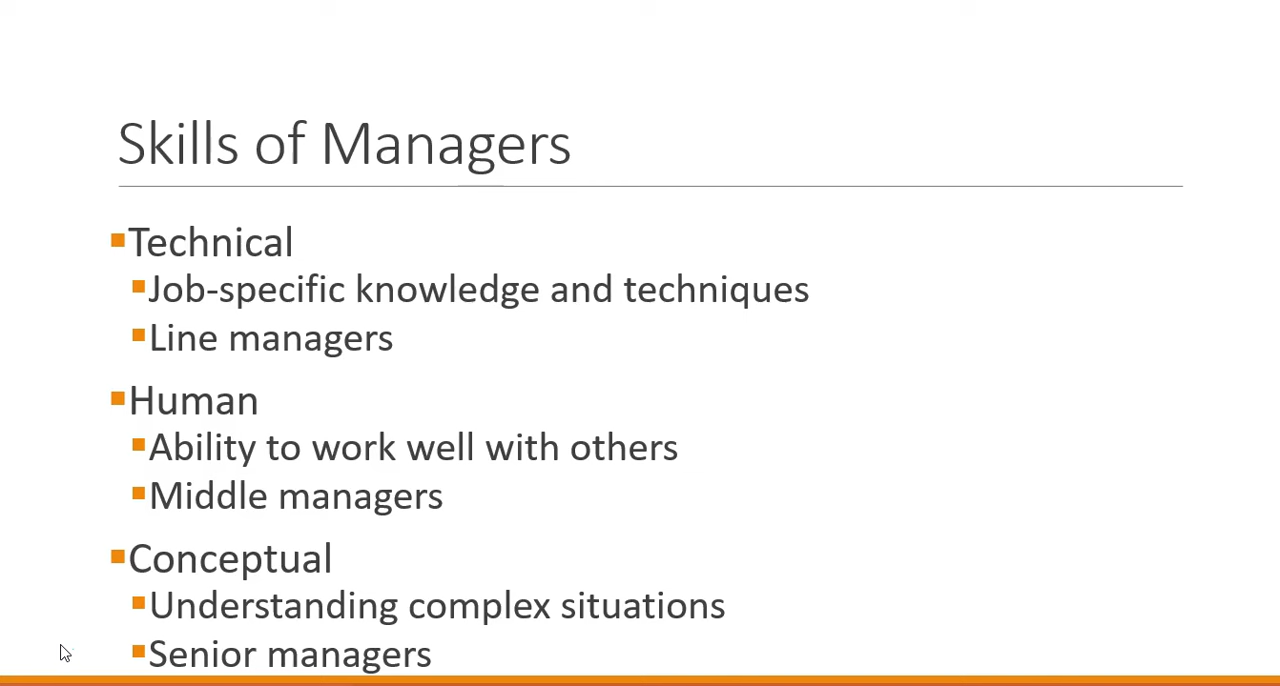 Skills of Managers
Technical
Job-specific knowledge and techniques
Line managers
Human
Ability to work well with others
Middle managers
Conceptual
Understanding complex situations
Senior managers